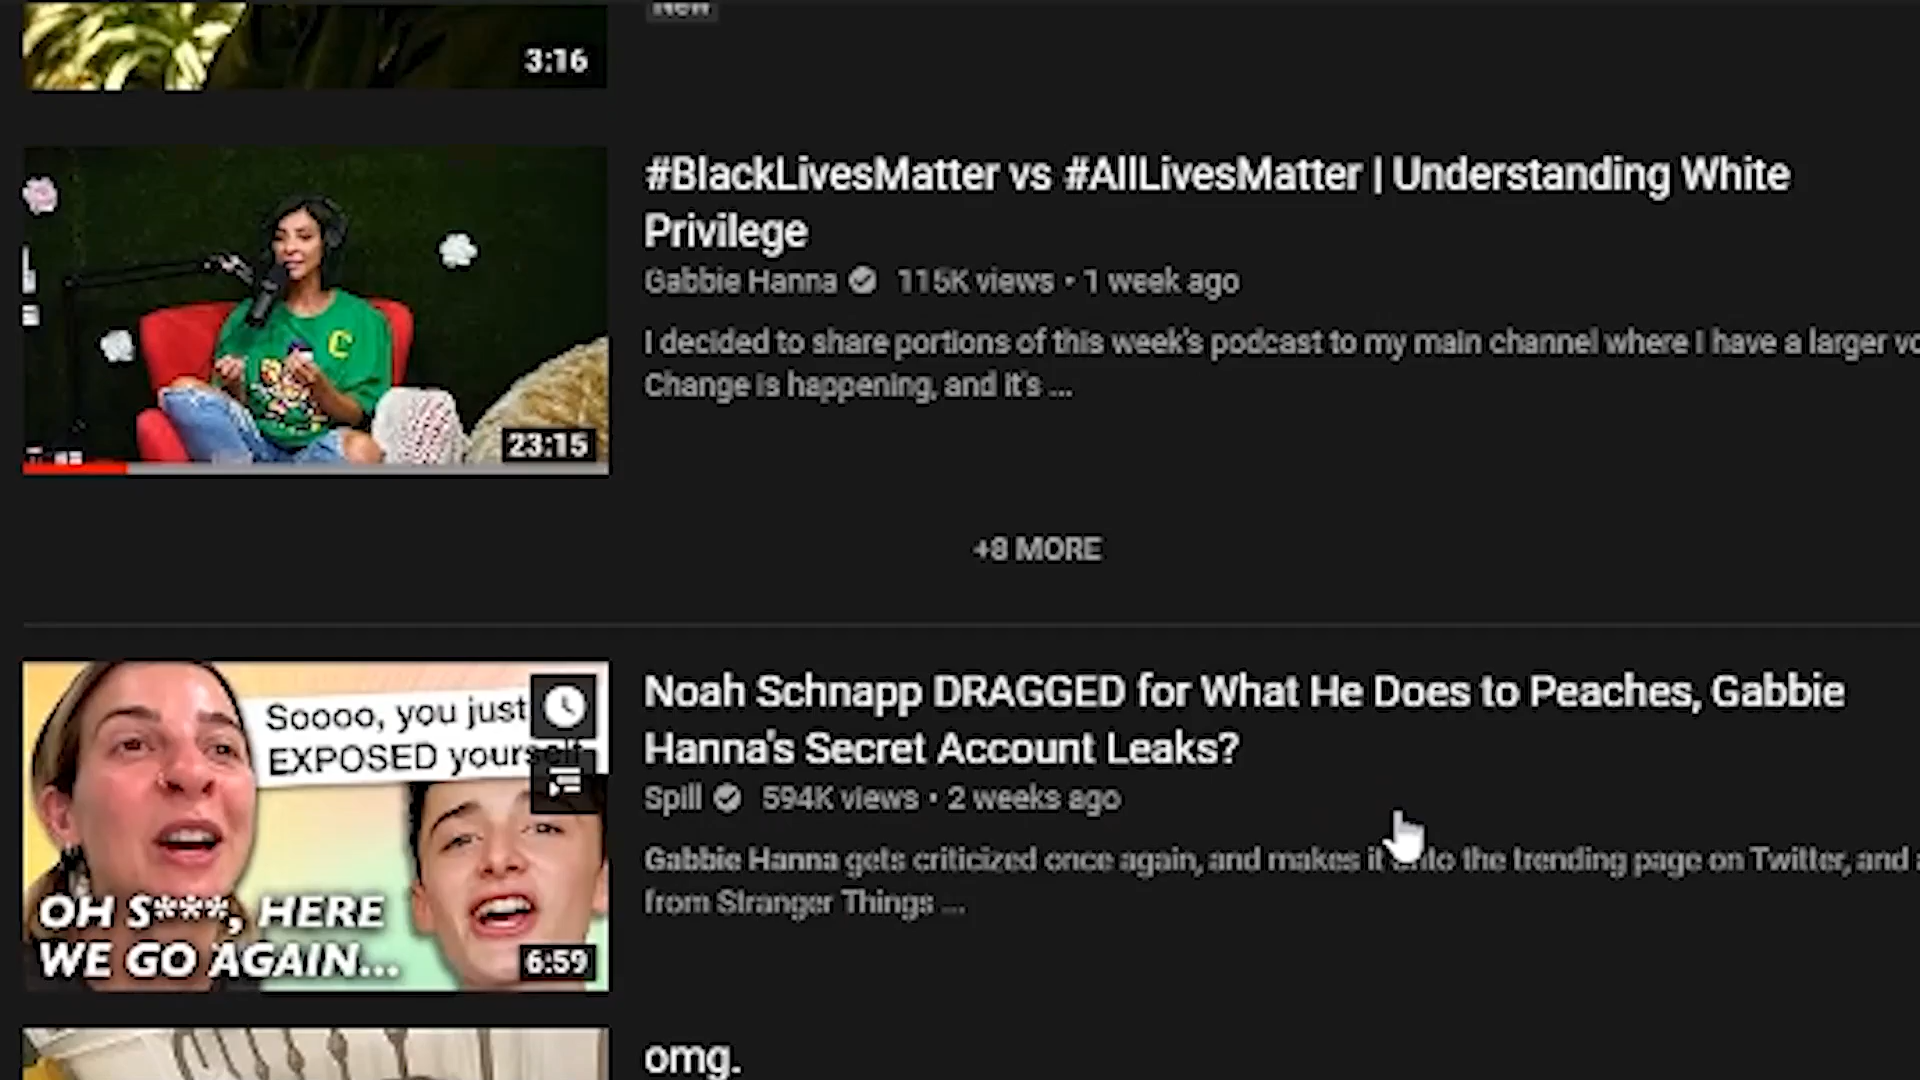 New
3:16
#BlackLivesMatter vs #AllLivesMatter | Understanding White
Privilege
Gabbie Hanna 115K views • 1 week ago
I decided to share portions of this week's podcast to my main channel where I have a larger
Change is happening, and it's ...
23:15
+8 MORE
Soooo, you just
EXPOSED yourself
OH S***, HERE
WE GO AGAIN...
6:59
Noah Schnapp DRAGGED for What He Does to Peaches, Gabbie
Hanna's Secret Account Leaks?
Spill 594K views • 2 weeks ago
Gabbie Hanna gets criticized once again, and makes it onto the trending page on Twitter, and
from Stranger Things ...
omg.